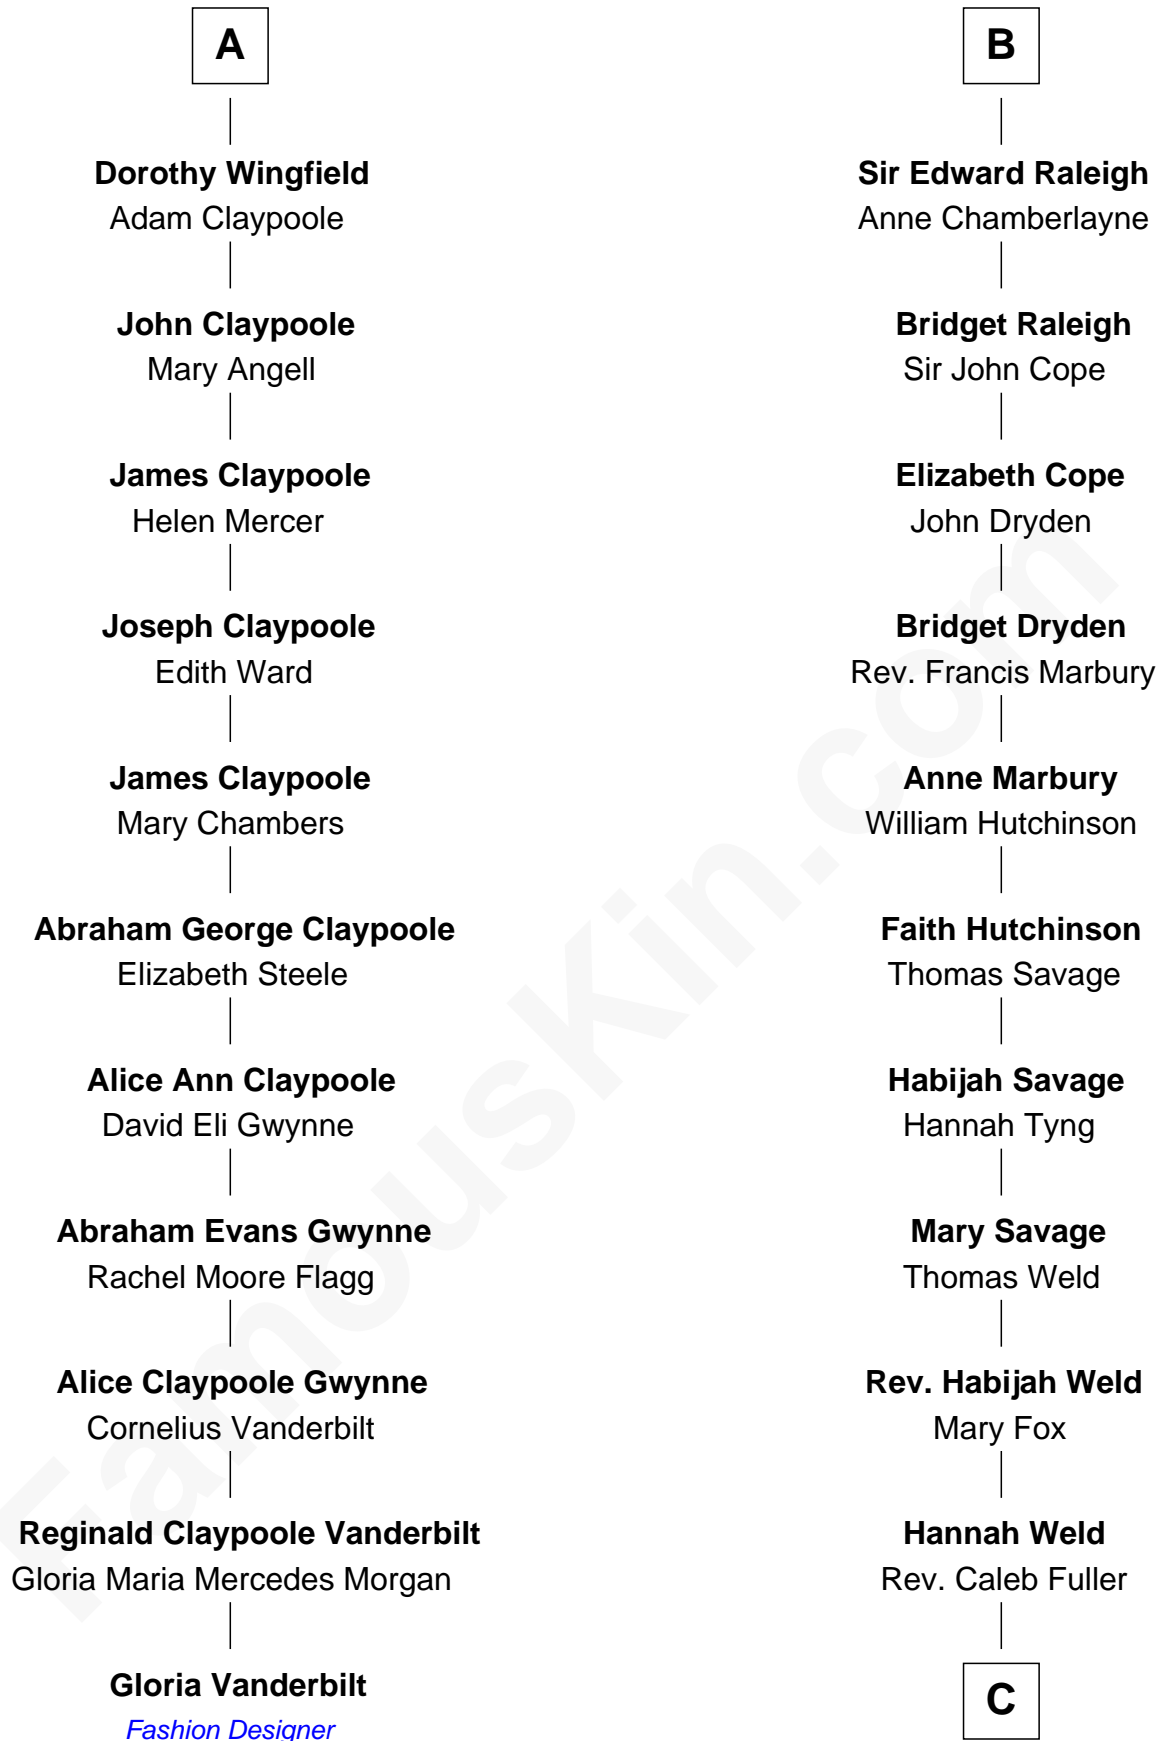 A
Dorothy Wingfield
Adam Claypoole
John Claypoole
Mary Angell
James Claypoole
Helen Mercer
Joseph Claypoole
Edith Ward
James Claypoole
Mary Chambers
Abraham George Claypoole
Elizabeth Steele
Alice Ann Claypoole
David Eli Gwynne
Abraham Evans Gwynne
Rachel Moore Flagg
Alice Claypoole Gwynne
Cornelius Vanderbilt
Reginald Claypoole Vanderbilt
Gloria Maria Mercedes Morgan
Gloria Vanderbilt
Fashion Designer
B
Sir Edward Raleigh
Anne Chamberlayne
Bridget Raleigh
Sir John Cope
Elizabeth Cope
John Dryden
Bridget Dryden
Rev. Francis Marbury
Anne Marbury
William Hutchinson
Faith Hutchinson
Thomas Savage
Habijah Savage
Hannah Tyng
Mary Savage
Thomas Weld
Rev. Habijah Weld
Mary Fox
Hannah Weld
Rev. Caleb Fuller
C
FamousKin.com